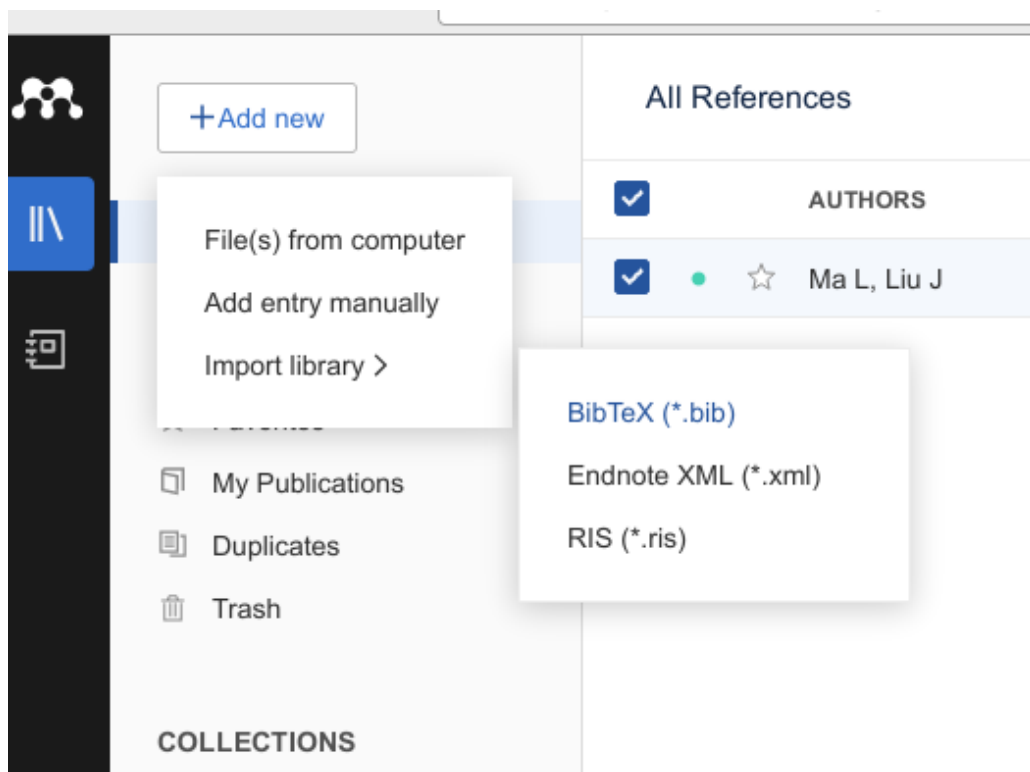 +Add new
File(s) from computer
Add entry manually
Import library >
My Publications
Duplicates
Trash
COLLECTIONS
All References
AUTHORS
Ma L, Liu J
BibTeX (*.bib)
Endnote XML (*.xml)
RIS (*.ris)